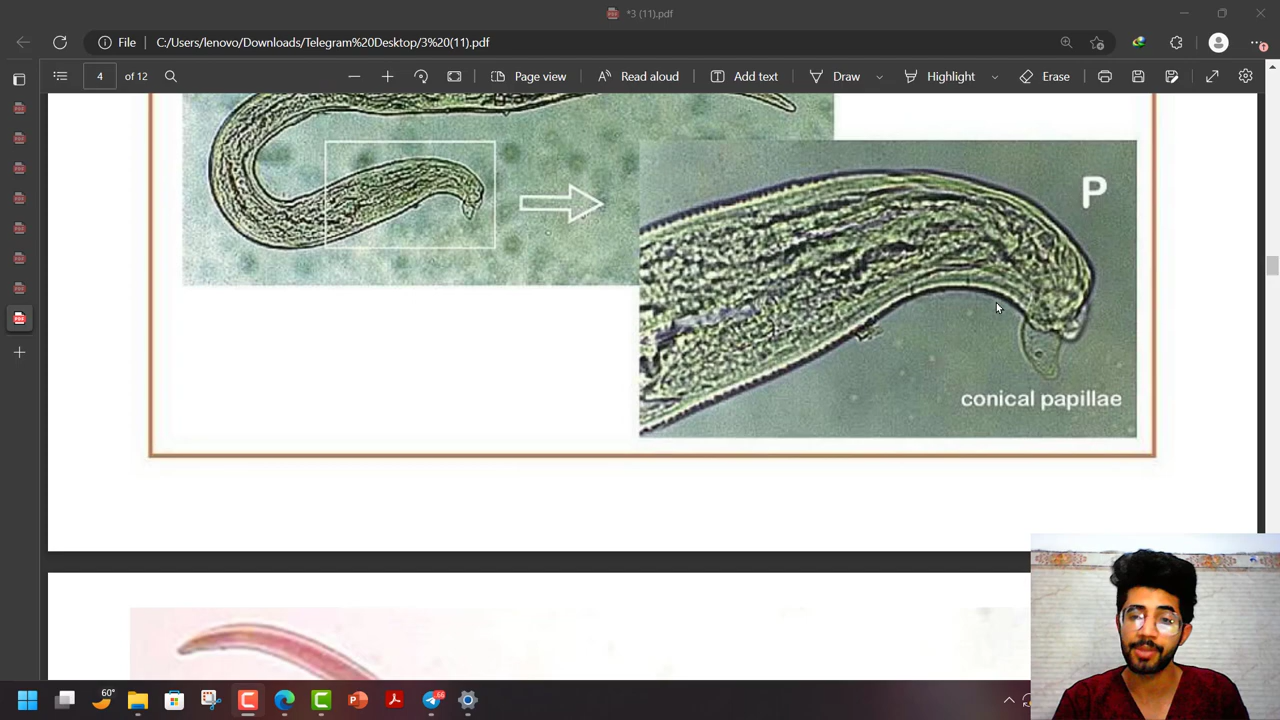 *3 (11).pdf
File
C:/Users/lenovo/Downloads/Telegram%20Desktop/3%20(11).pdf
4 of 12
Page view
Read aloud
Add text
Draw
Highlight
Erase
P
conical papillae
60°
66